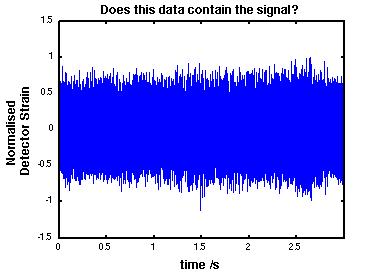 Does this data contain the signal?
1.5
1
0.5
0
-0.5
-1
-1.5
Normalised
Detector Strain
0 0.5 1 1.5 2 2.5
time /s